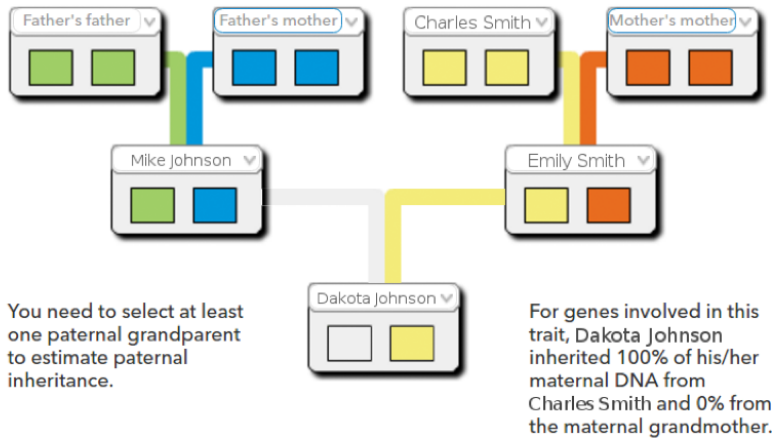 Father's father
Father's mother
Charles Smith
Mother's mother
Mike Johnson
Emily Smith
Dakota Johnson
You need to select at least
one paternal grandparent
to estimate paternal
inheritance.
For genes involved in this
trait, Dakota Johnson
inherited 100% of his/her
maternal DNA from
Charles Smith and 0% from
the maternal grandmother.